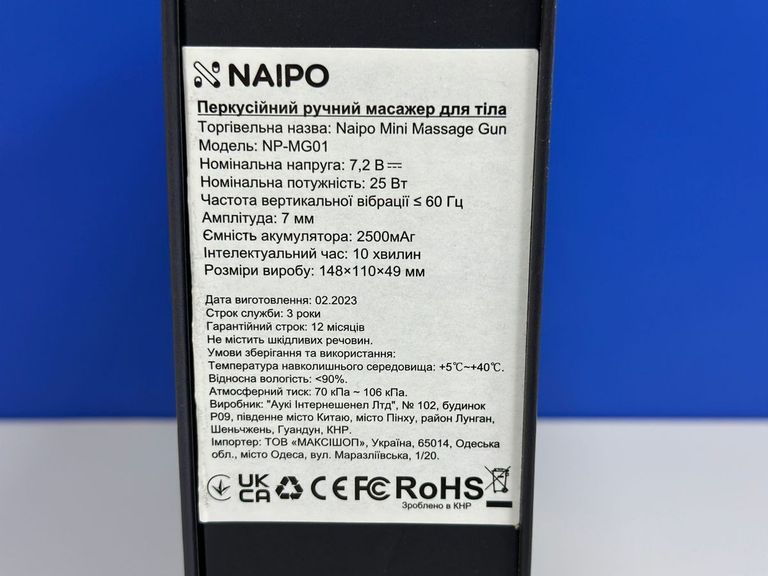 NAIPO
Перкусійний ручний масажер для тіла
Торгівельна назва: Naipo Mini Massage Gun
Модель: NP-MG01
Номінальна напруга: 7,2 В ⎓
Номінальна потужність: 25 Вт
Частота вертикальної вібрації ≤ 60 Гц
Амплітуда: 7 мм
Ємність акумулятора: 2500мАг
Інтелектуальний час: 10 хвилин
Розміри виробу: 148×110×49 мм
Дата виготовлення: 02.2023
Строк служби: 3 роки
Гарантійний строк: 12 місяців
Не містить шкідливих речовин.
Умови зберігання та використання:
Температура навколишнього середовища: +5℃~+40℃.
Відносна вологість: <90%.
Атмосферний тиск: 70 кПа ~ 106 кПа.
Виробник: "Аукі Інтернешенел Лтд", № 102, будинок
P09, південне місто Китаю, місто Пінху, район Лунган,
Шеньчжень, Гуандун, КНР.
Імпортер: ТОВ «МАКСІШОП», Україна, 65014, Одеська
обл., місто Одеса, вул. Маразліївська, 1/20.
UK CA CE FC RoHS
Зроблено в КНР